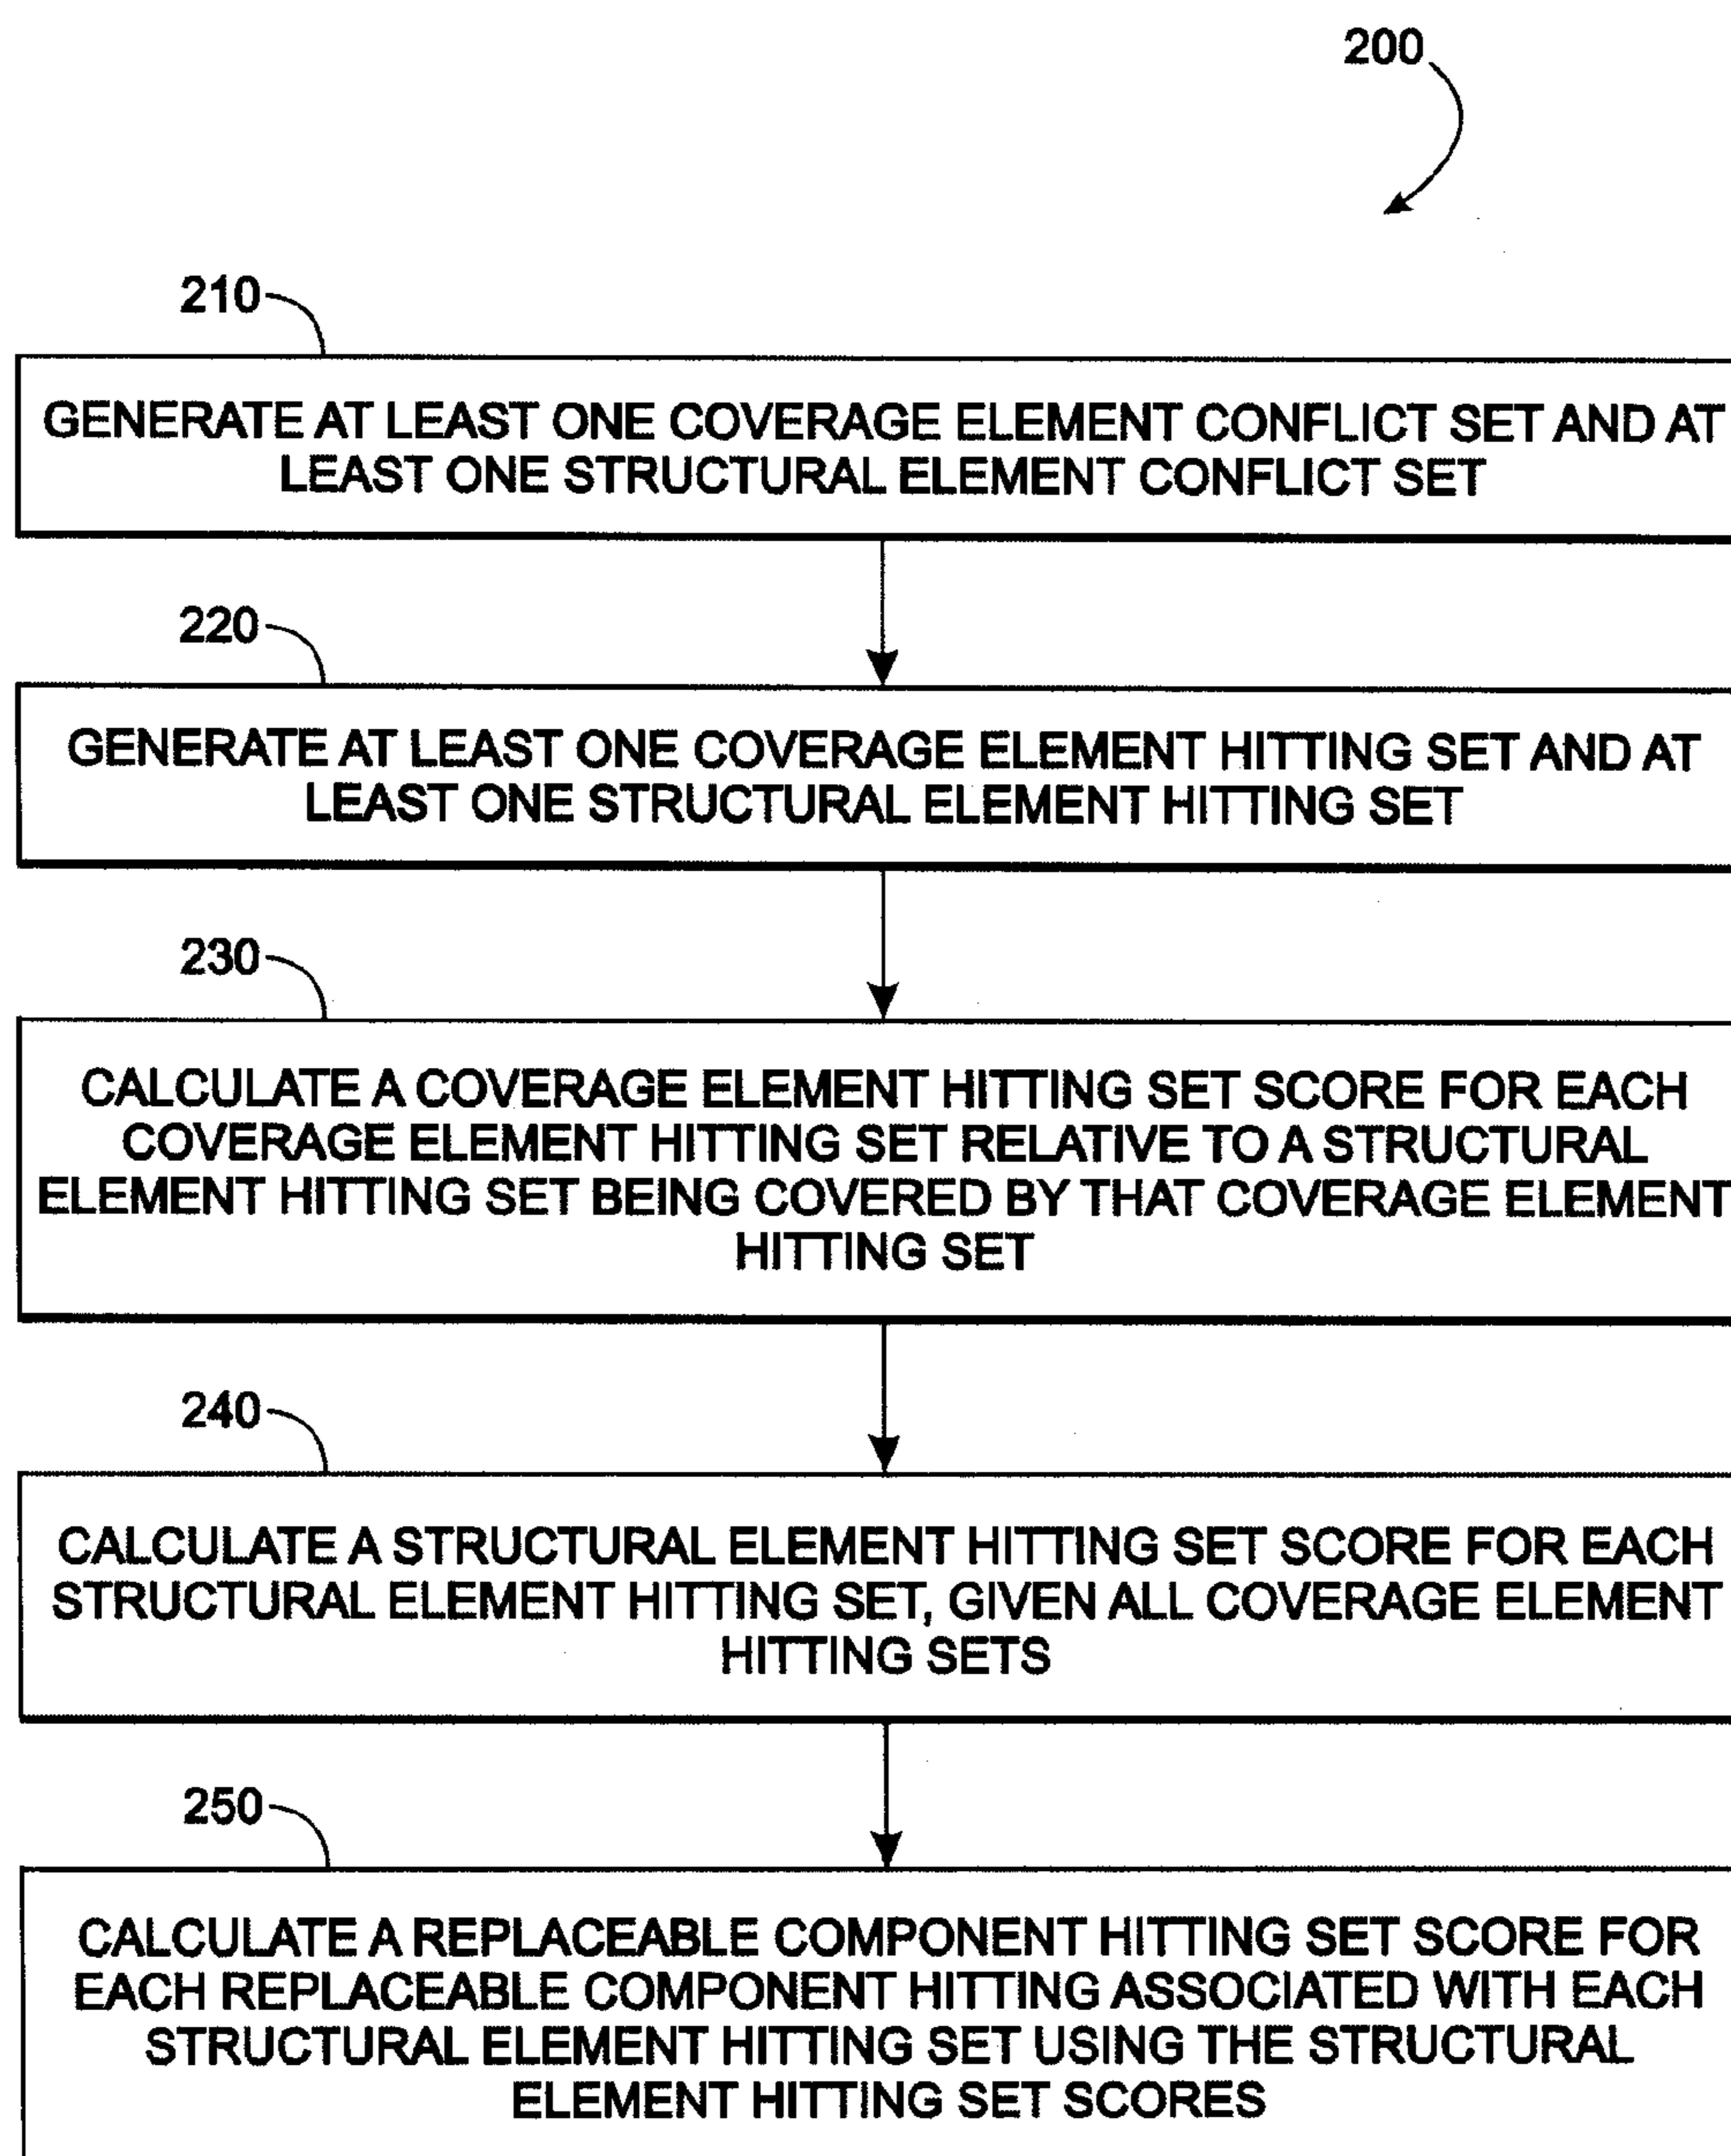 200
210
GENERATE AT LEAST ONE COVERAGE ELEMENT CONFLICT SET AND AT
LEAST ONE STRUCTURAL ELEMENT CONFLICT SET
220
GENERATE AT LEAST ONE COVERAGE ELEMENT HITTING SET AND AT
LEAST ONE STRUCTURAL ELEMENT HITTING SET
230
CALCULATE A COVERAGE ELEMENT HITTING SET SCORE FOR EACH
COVERAGE ELEMENT HITTING SET RELATIVE TO A STRUCTURAL
ELEMENT HITTING SET BEING COVERED BY THAT COVERAGE ELEMENT
HITTING SET
240
CALCULATE A STRUCTURAL ELEMENT HITTING SET SCORE FOR EACH
STRUCTURAL ELEMENT HITTING SET, GIVEN ALL COVERAGE ELEMENT
HITTING SETS
250
CALCULATE A REPLACEABLE COMPONENT HITTING SET SCORE FOR
EACH REPLACEABLE COMPONENT HITTING ASSOCIATED WITH EACH
STRUCTURAL ELEMENT HITTING SET USING THE STRUCTURAL
ELEMENT HITTING SET SCORES